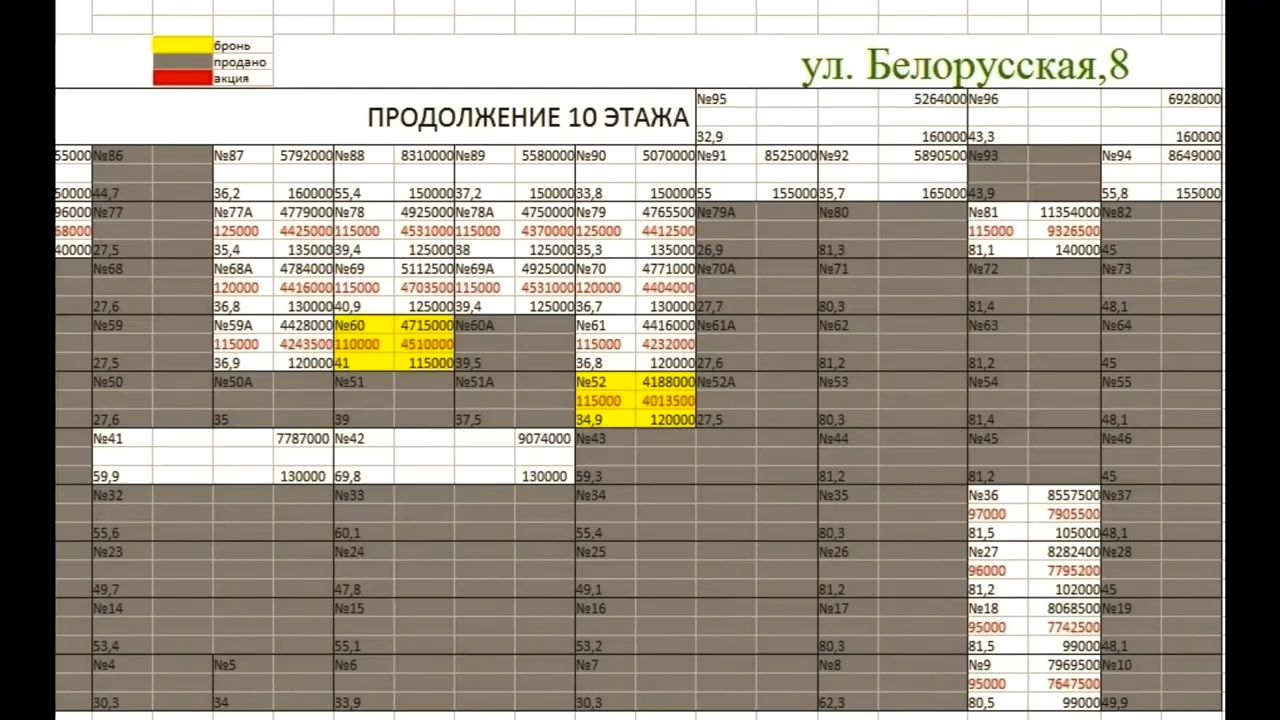 бронь
продано
акция
ул. Белорусская,8
ПРОДОЛЖЕНИЕ 10 ЭТАЖА
№95 5264000 №96 6928000
32,9 160000 43,3 160000
55000 №86 №87 5792000 №88 8310000 №89 5580000 №90 5070000 №91 8525000 №92 5890500 №93 №94 8649000
50000 44,7 36,2 160000 55,4 150000 37,2 150000 33,8 150000 55 155000 35,7 165000 43,9 55,8 155000
96000 №77 №77А 4779000 №78 4925000 №78А 4750000 №79 4765500 №79А №80 №81 11354000 №82
68000 125000 4425000 115000 4531000 115000 4370000 125000 4412500 115000 9326500
40000 27,5 35,4 135000 39,4 125000 38 125000 35,3 135000 26,9 81,3 81,1 140000 45
№68 №68А 4784000 №69 5112500 №69А 4925000 №70 4771000 №70А №71 №72 №73
120000 4416000 115000 4703500 115000 4531000 120000 4404000
27,6 36,8 130000 40,9 125000 39,4 125000 36,7 130000 27,7 80,3 81,4 48,1
№59 №59А 4428000 №60 4715000 №60А №61 4416000 №61А №62 №63 №64
115000 4243500 110000 4510000 115000 4232000
27,5 36,9 120000 41 115000 39,5 36,8 120000 27,6 81,2 81,2 45
№50 №50А №51 №51А №52 4188000 №52А №53 №54 №55
115000 4013500
27,6 35 39 37,5 34,9 120000 27,5 80,3 81,4 48,1
№41 7787000 №42 9074000 №43 №44 №45 №46
59,9 130000 69,8 130000 59,3 81,2 81,2 45
№32 №33 №34 №35 №36 8557500 №37
97000 7905500
55,6 60,1 55,4 80,3 81,5 105000 48,1
№23 №24 №25 №26 №27 8282400 №28
96000 7795200
49,7 47,8 49,1 81,2 81,2 102000 45
№14 №15 №16 №17 №18 8068500 №19
95000 7742500
53,4 55,1 53,2 80,3 81,5 99000 48,1
№4 №5 №6 №7 №8 №9 7969500 №10
95000 7647500
30,3 34 33,9 30,3 62,3 80,5 99000 49,9